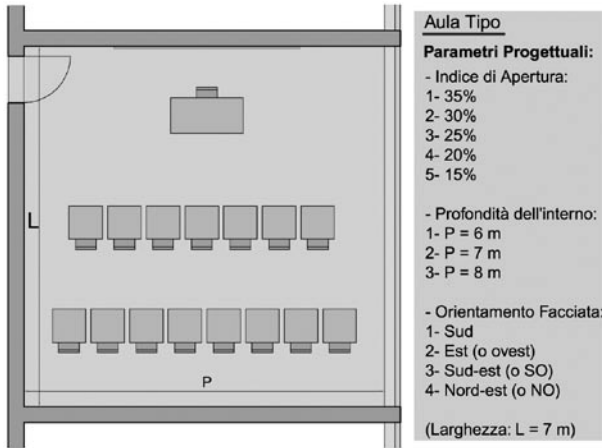 L
P
Aula Tipo
Parametri Progettuali:
- Indice di Apertura:
1- 35%
2- 30%
3- 25%
4- 20%
5- 15%
- Profondità dell'interno:
1- P = 6 m
2- P = 7 m
3- P = 8 m
- Orientamento Facciata:
1- Sud
2- Est (o ovest)
3- Sud-est (o SO)
4- Nord-est (o NO)
(Larghezza: L = 7 m)